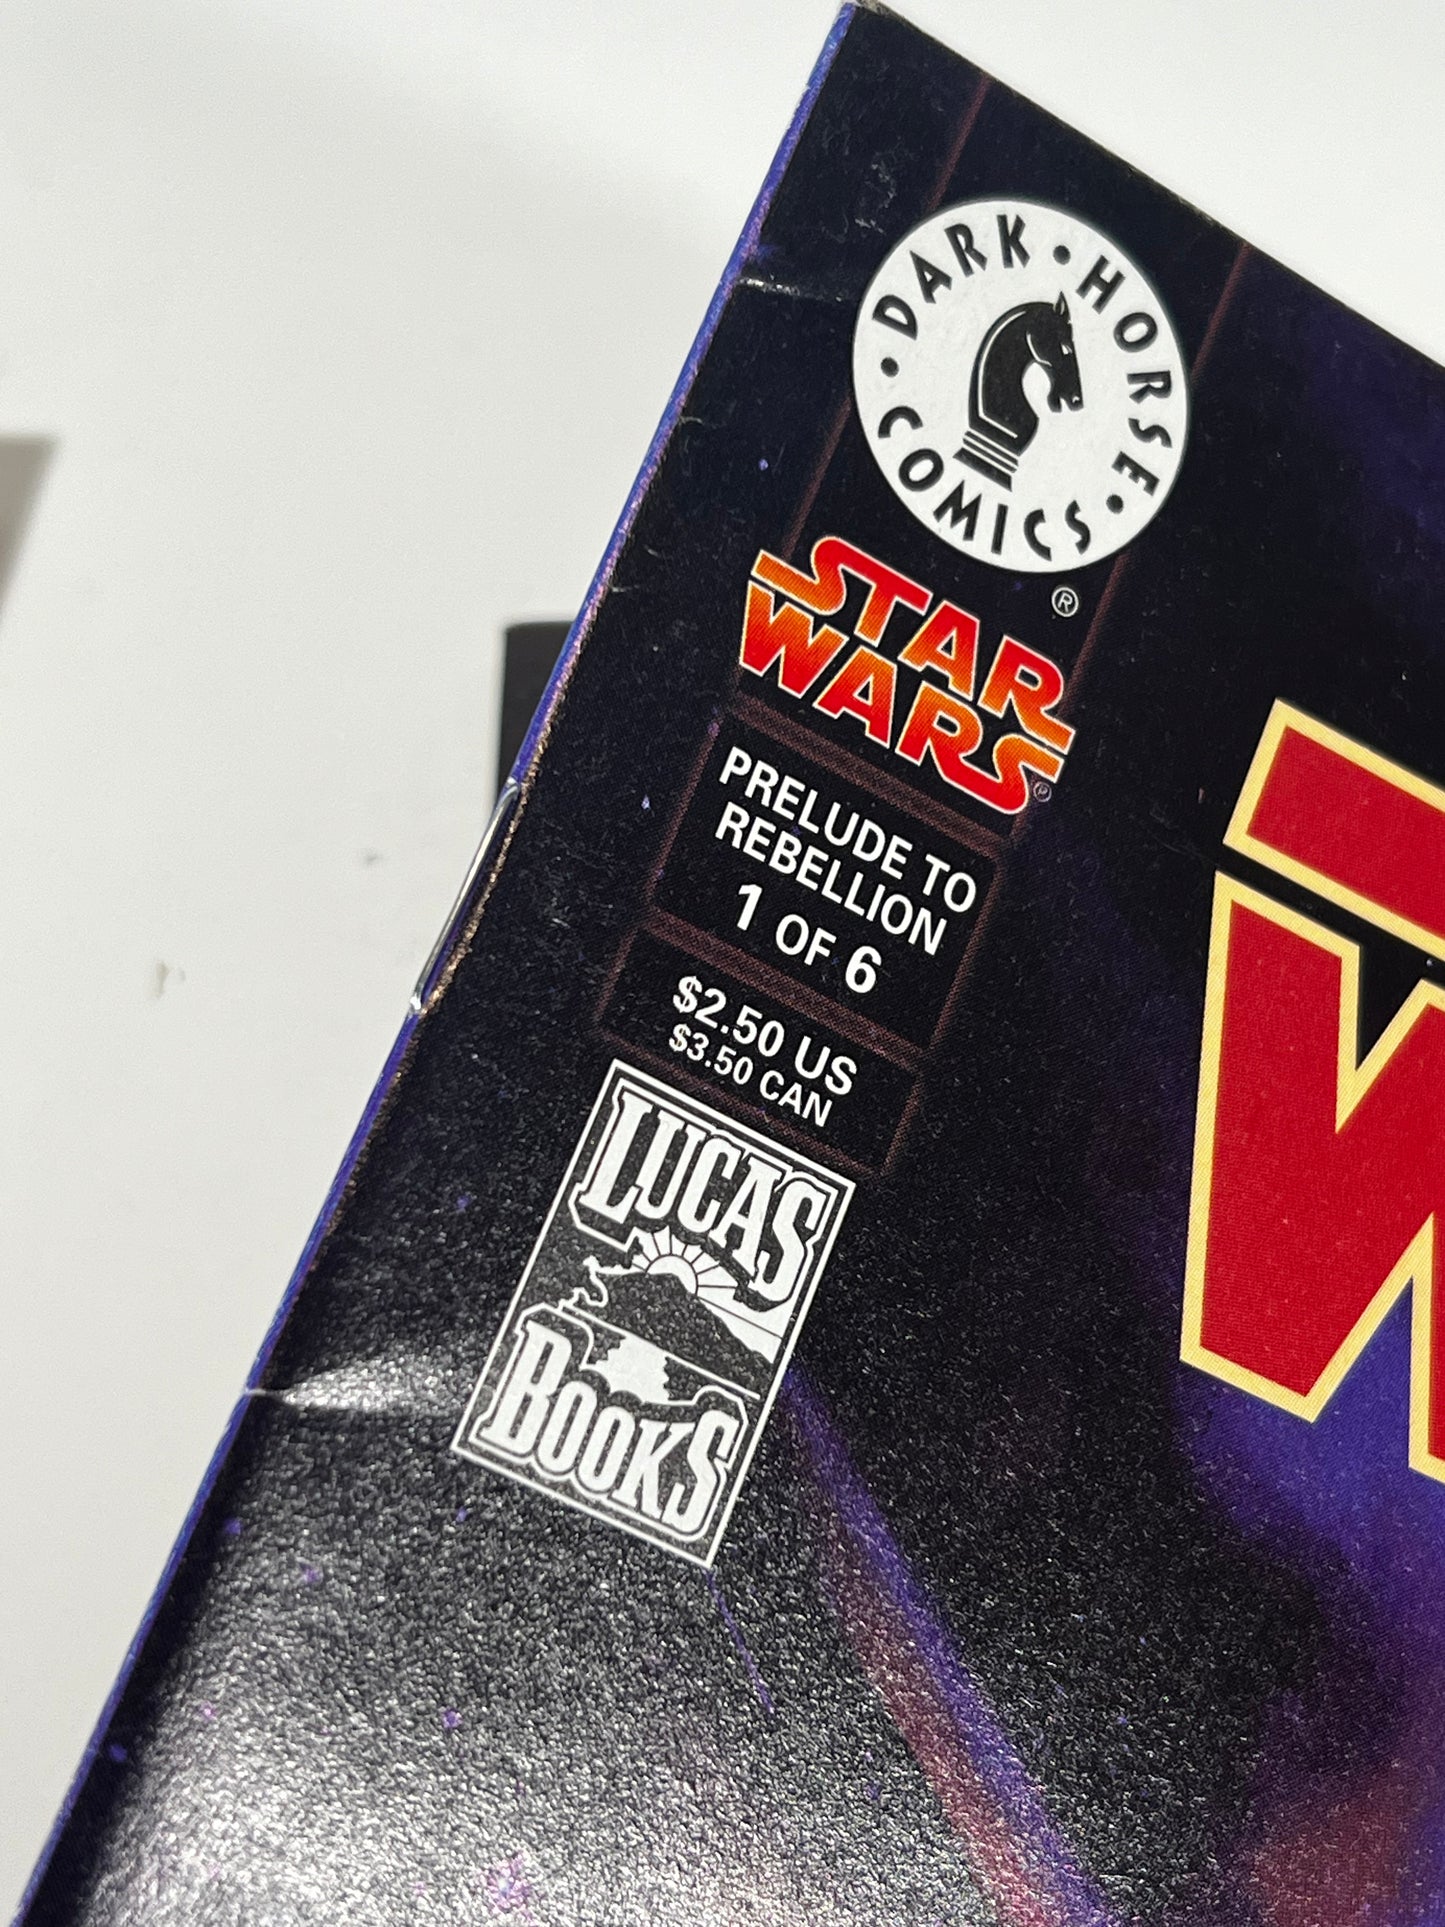 DARK • HORSE • COMICS •
®
STAR
WARS®
PRELUDE TO
REBELLION
1 OF 6
$2.50 US
$3.50 CAN
LUCAS
BOOKS
W